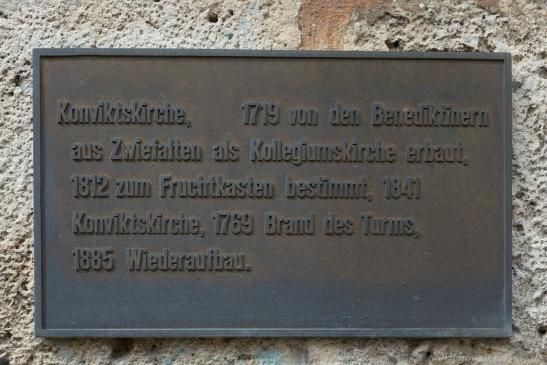 Konviktskirche, 1719 von den Benediktinern
aus Zwiefalten als Kollegiumskirche erbaut,
1812 zum Fruchtkasten bestimmt, 1841
Konviktskirche, 1769 Brand des Turms,
1885 Wiederaufbau.